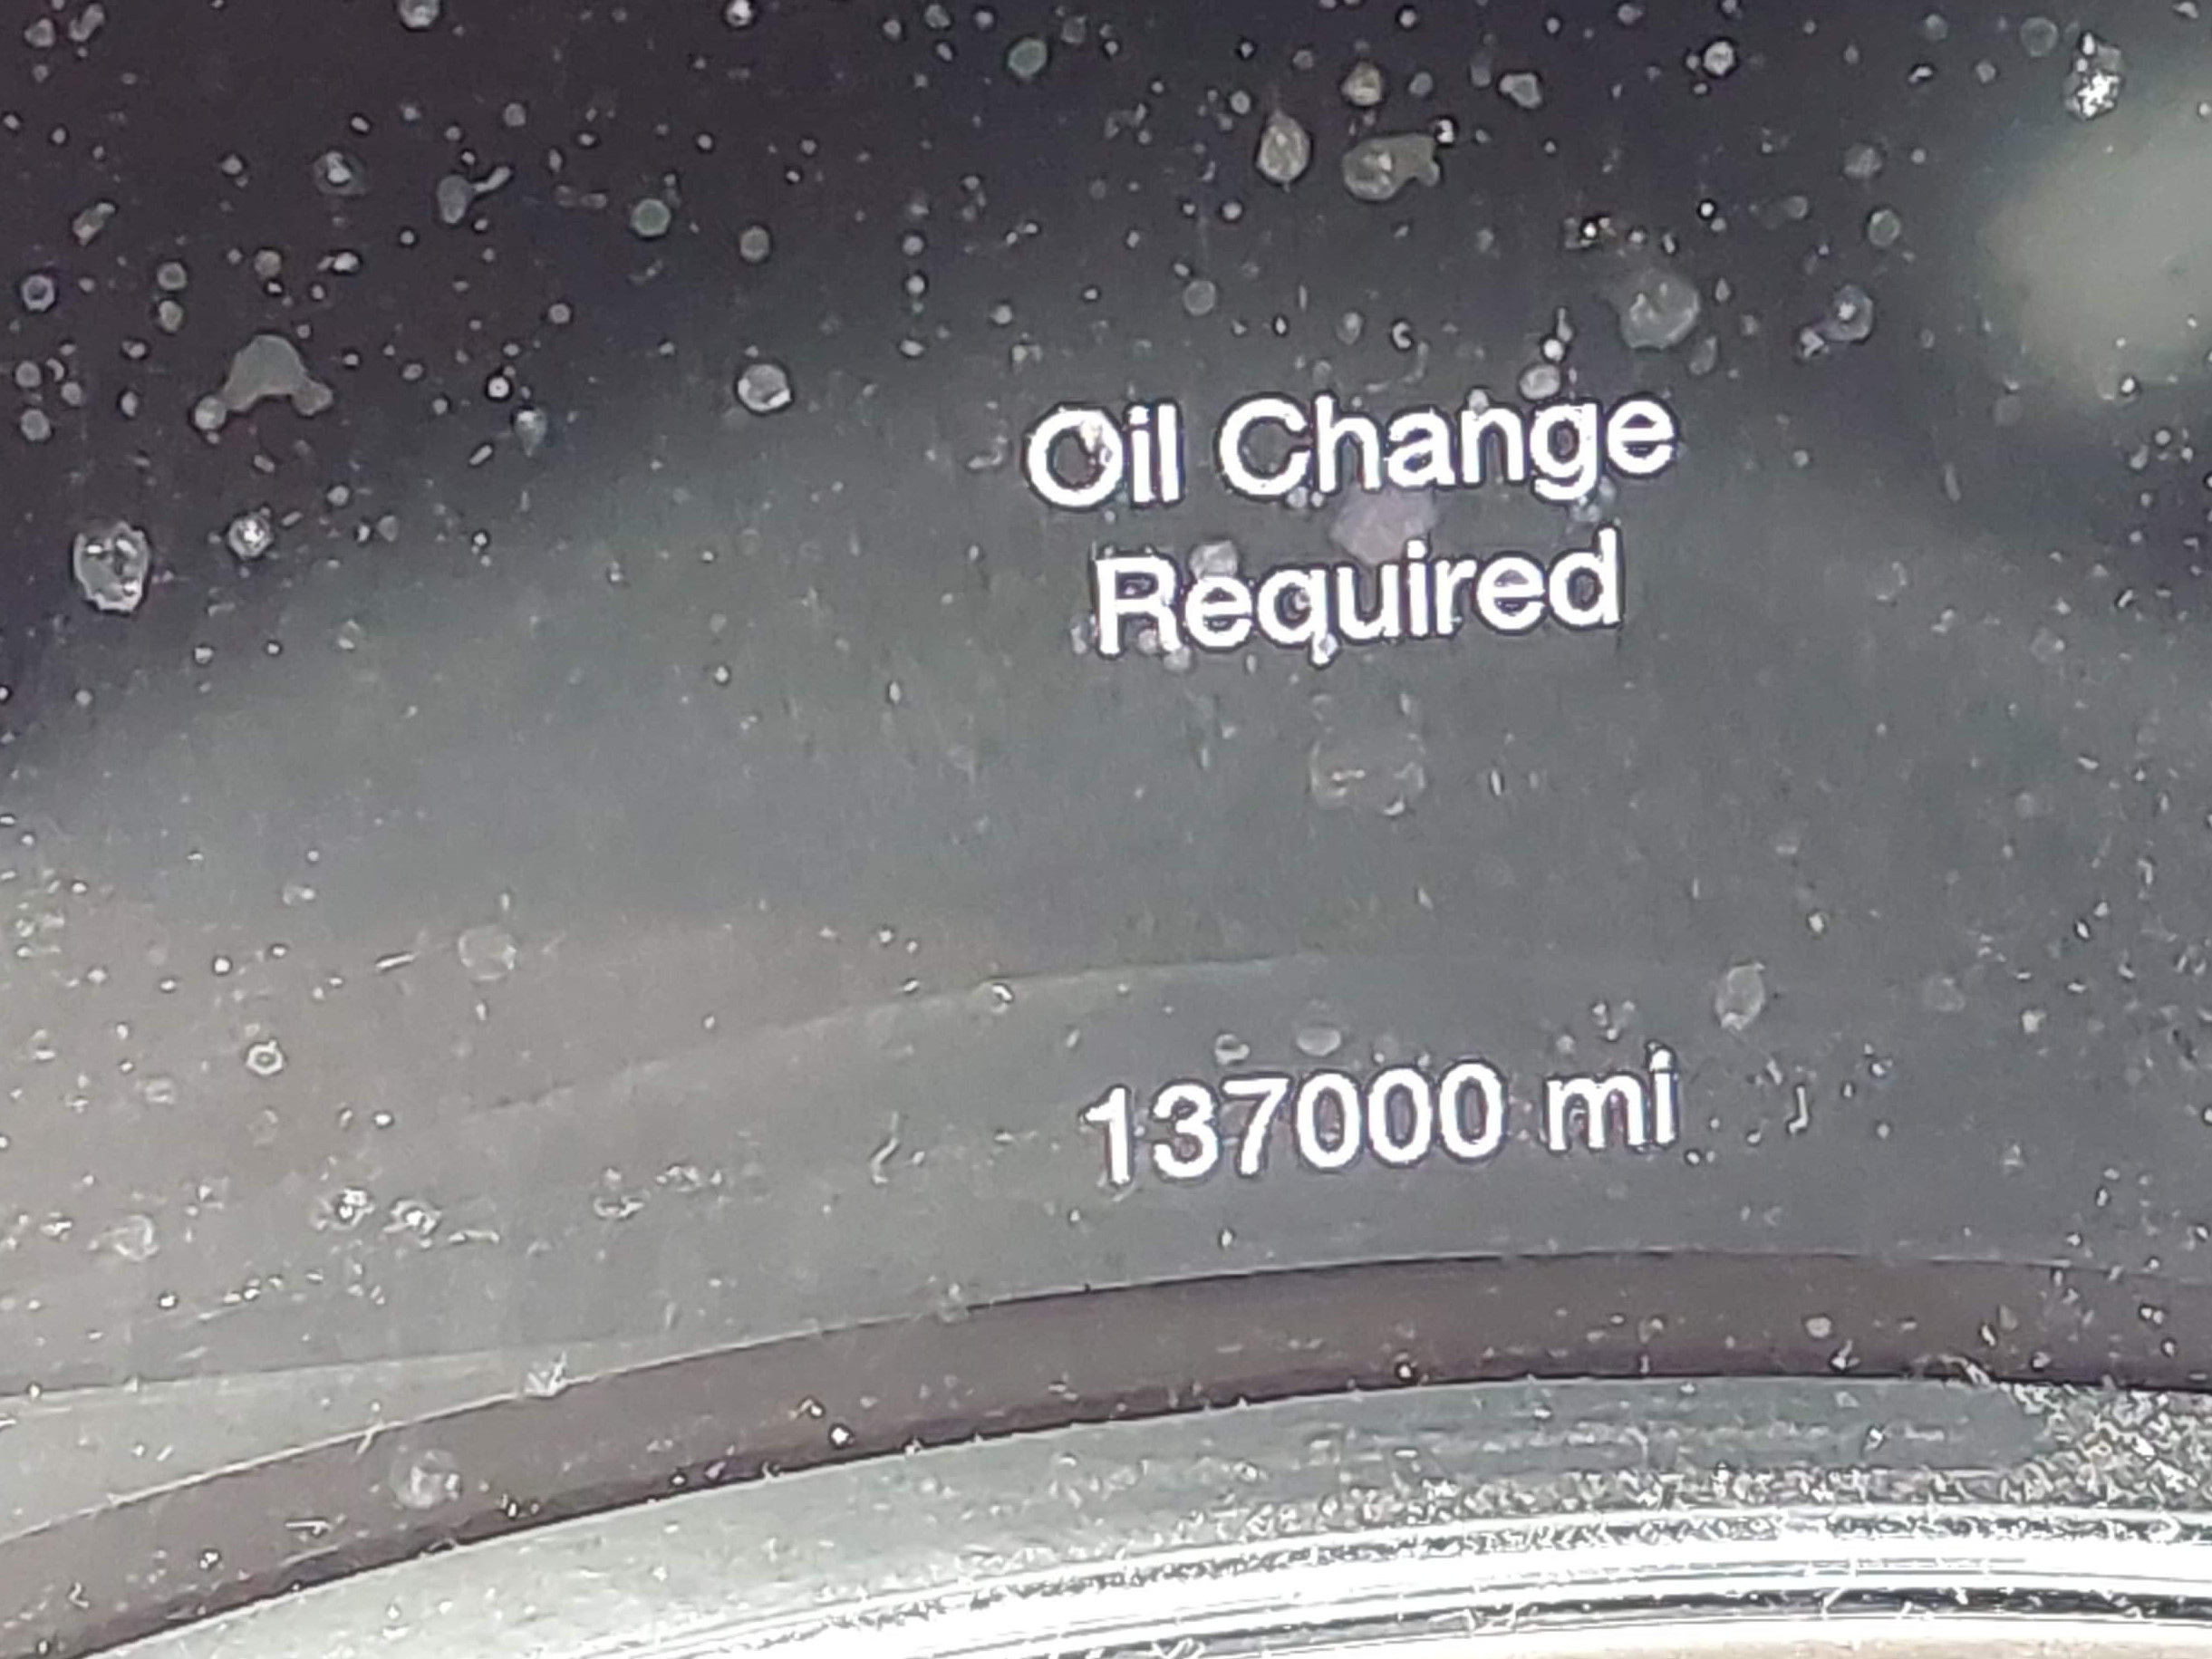 Oil Change
Required
137000 mi